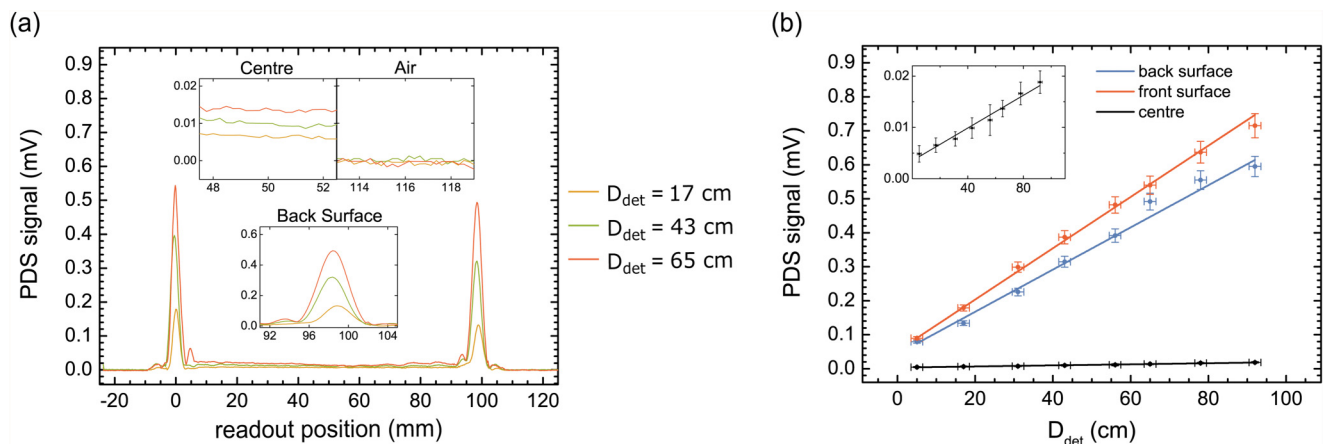 (a)
PDS signal (mV)
0.9
0.8
0.7
0.6
0.5
0.4
0.3
0.2
0.1
0.0
-20 0 20 40 60 80 100 120
readout position (mm)
Centre Air
0.02
0.01
0.00
48 50 52 114 116 118
Back Surface
0.6
0.4
0.2
0.0
92 96 100 104
D_det = 17 cm
D_det = 43 cm
D_det = 65 cm
(b)
PDS signal (mV)
0.9
0.8
0.7
0.6
0.5
0.4
0.3
0.2
0.1
0.0
0 20 40 60 80 100
D_det (cm)
0.02
0.01
0.00
40 80
back surface
front surface
centre